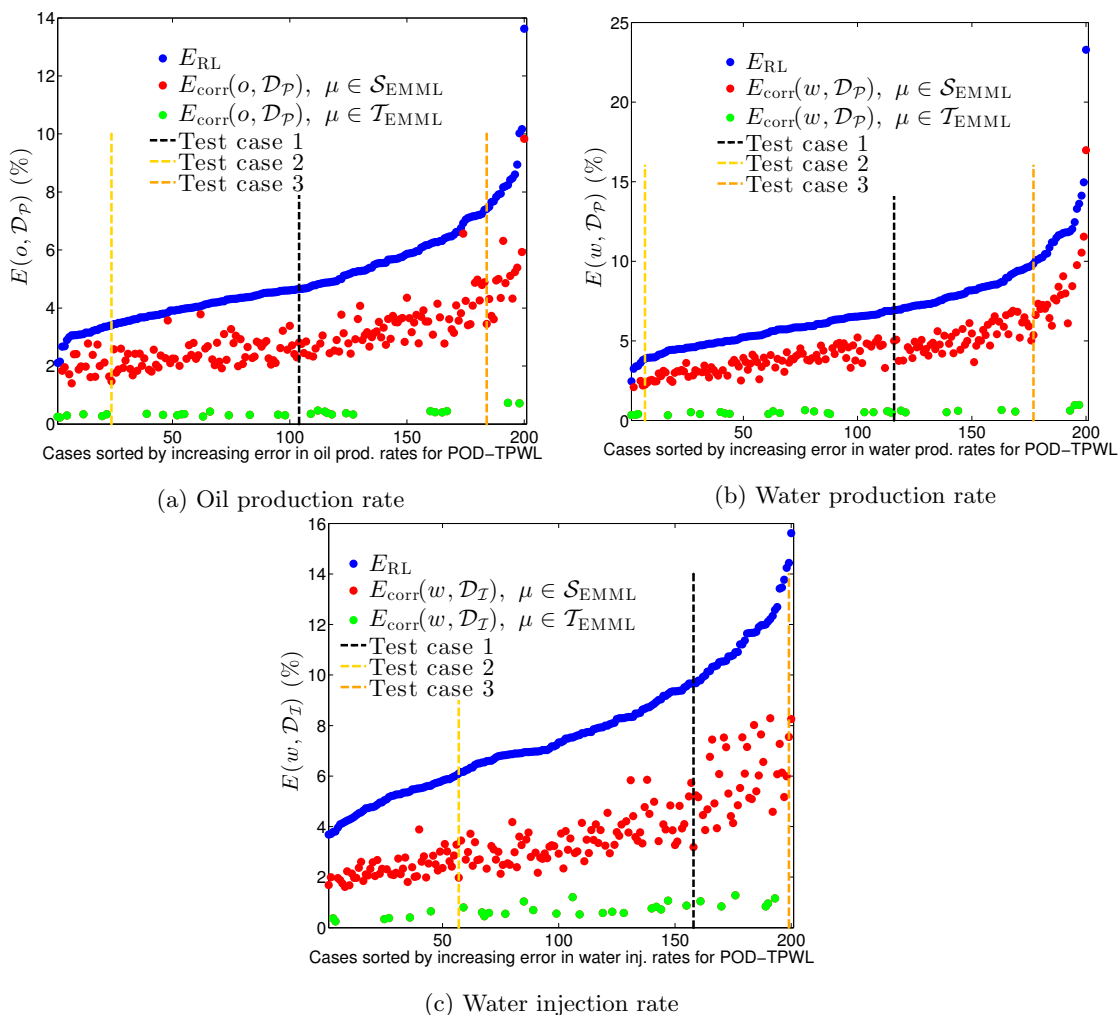 14
12
10
8
6
4
2
0
50
100
150
200
E(o, 𝒟_𝒫) (%)
E_RL
E_corr(o, 𝒟_𝒫), μ ∈ 𝒮_EMML
E_corr(o, 𝒟_𝒫), μ ∈ 𝒯_EMML
Test case 1
Test case 2
Test case 3
Cases sorted by increasing error in oil prod. rates for POD−TPWL
(a) Oil production rate
25
20
15
10
5
0
50
100
150
200
E(w, 𝒟_𝒫) (%)
E_RL
E_corr(w, 𝒟_𝒫), μ ∈ 𝒮_EMML
E_corr(w, 𝒟_𝒫), μ ∈ 𝒯_EMML
Test case 1
Test case 2
Test case 3
Cases sorted by increasing error in water prod. rates for POD−TPWL
(b) Water production rate
16
14
12
10
8
6
4
2
0
50
100
150
200
E(w, 𝒟_ℐ) (%)
E_RL
E_corr(w, 𝒟_ℐ), μ ∈ 𝒮_EMML
E_corr(w, 𝒟_ℐ), μ ∈ 𝒯_EMML
Test case 1
Test case 2
Test case 3
Cases sorted by increasing error in water inj. rates for POD−TPWL
(c) Water injection rate